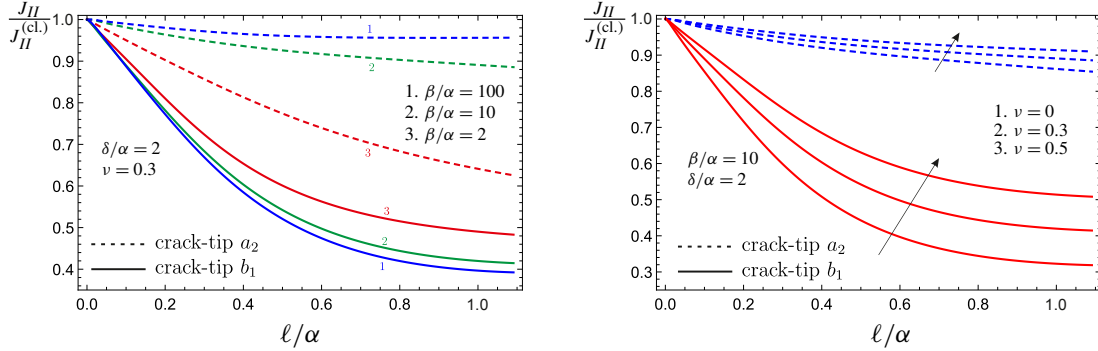 J_II / J_II^(cl.)
1.0
0.9
0.8
0.7
0.6
0.5
0.4
1
2
3
1. β/α = 100
2. β/α = 10
3. β/α = 2
δ/α = 2
ν = 0.3
3
2
1
crack-tip a₂
crack-tip b₁
0.0 0.2 0.4 0.6 0.8 1.0
ℓ/α
J_II / J_II^(cl.)
1.0
0.9
0.8
0.7
0.6
0.5
0.4
0.3
1. ν = 0
2. ν = 0.3
3. ν = 0.5
β/α = 10
δ/α = 2
crack-tip a₂
crack-tip b₁
0.0 0.2 0.4 0.6 0.8 1.0
ℓ/α